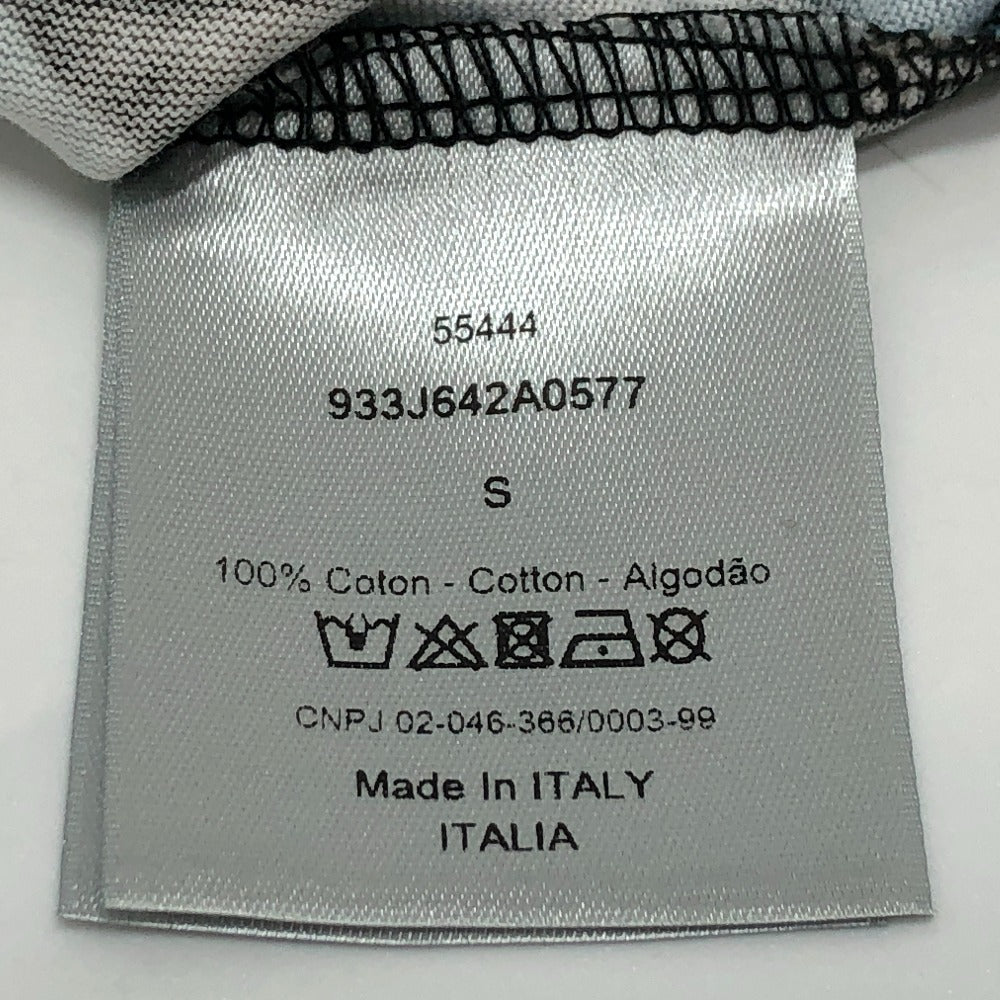 55444
933J642A0577
S
100% Coton - Cotton - Algodão
CNPJ 02-046-366/0003-99
Made In ITALY
ITALIA